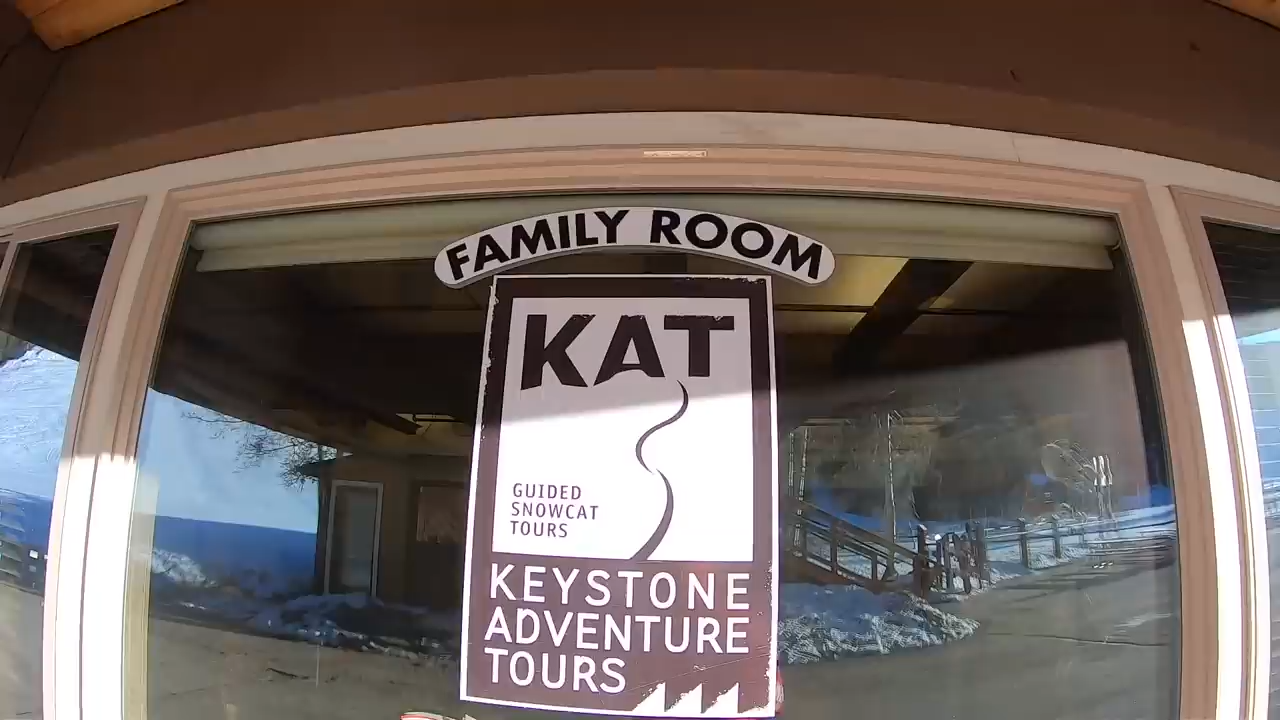 FAMILY ROOM
KAT
GUIDED
SNOWCAT
TOURS
KEYSTONE
ADVENTURE
TOURS